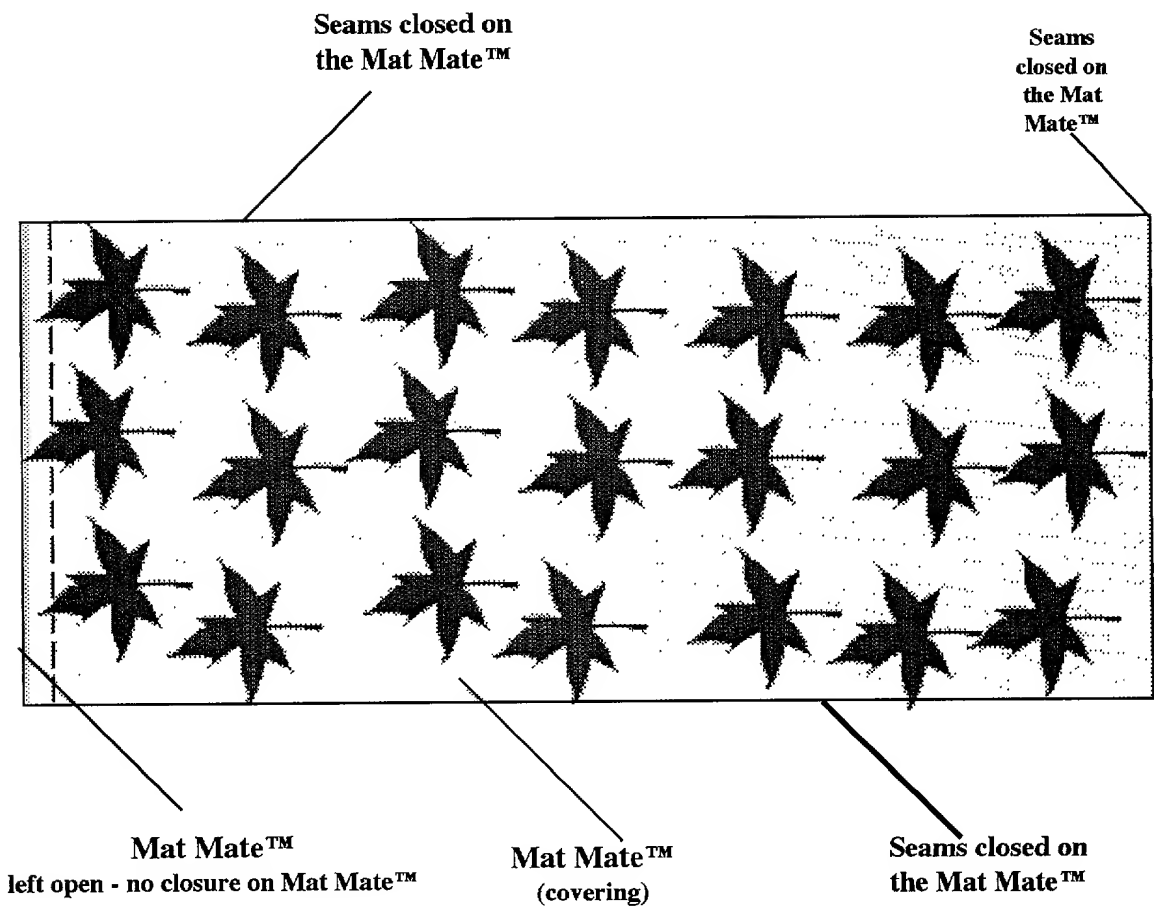 Seams closed on
the Mat Mate™
Seams
closed on
the Mat
Mate™
Mat Mate™
left open - no closure on Mat Mate™
Mat Mate™
(covering)
Seams closed on
the Mat Mate™